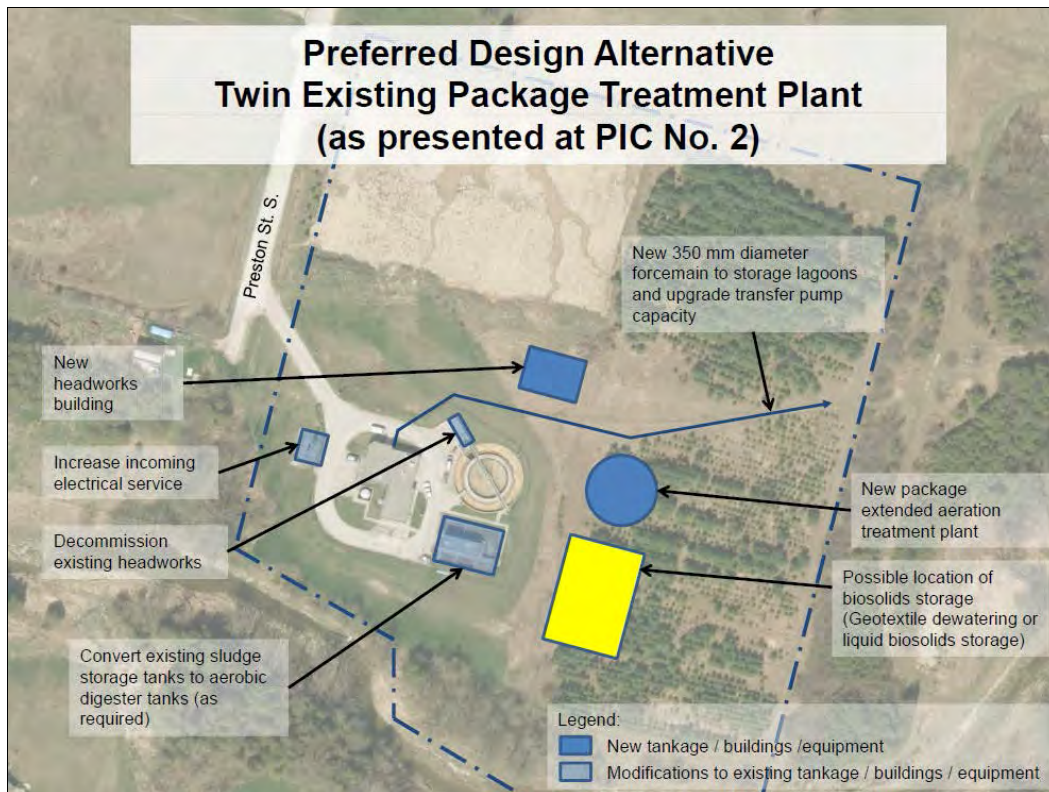 Preferred Design Alternative
Twin Existing Package Treatment Plant
(as presented at PIC No. 2)
Preston St. S.
New 350 mm diameter
forcemain to storage lagoons
and upgrade transfer pump
capacity
New
headworks
building
Increase incoming
electrical service
Decommission
existing headworks
New package
extended aeration
treatment plant
Possible location of
biosolids storage
(Geotextile dewatering or
liquid biosolids storage)
Convert existing sludge
storage tanks to aerobic
digester tanks (as
required)
Legend:
New tankage / buildings /equipment
Modifications to existing tankage / buildings / equipment